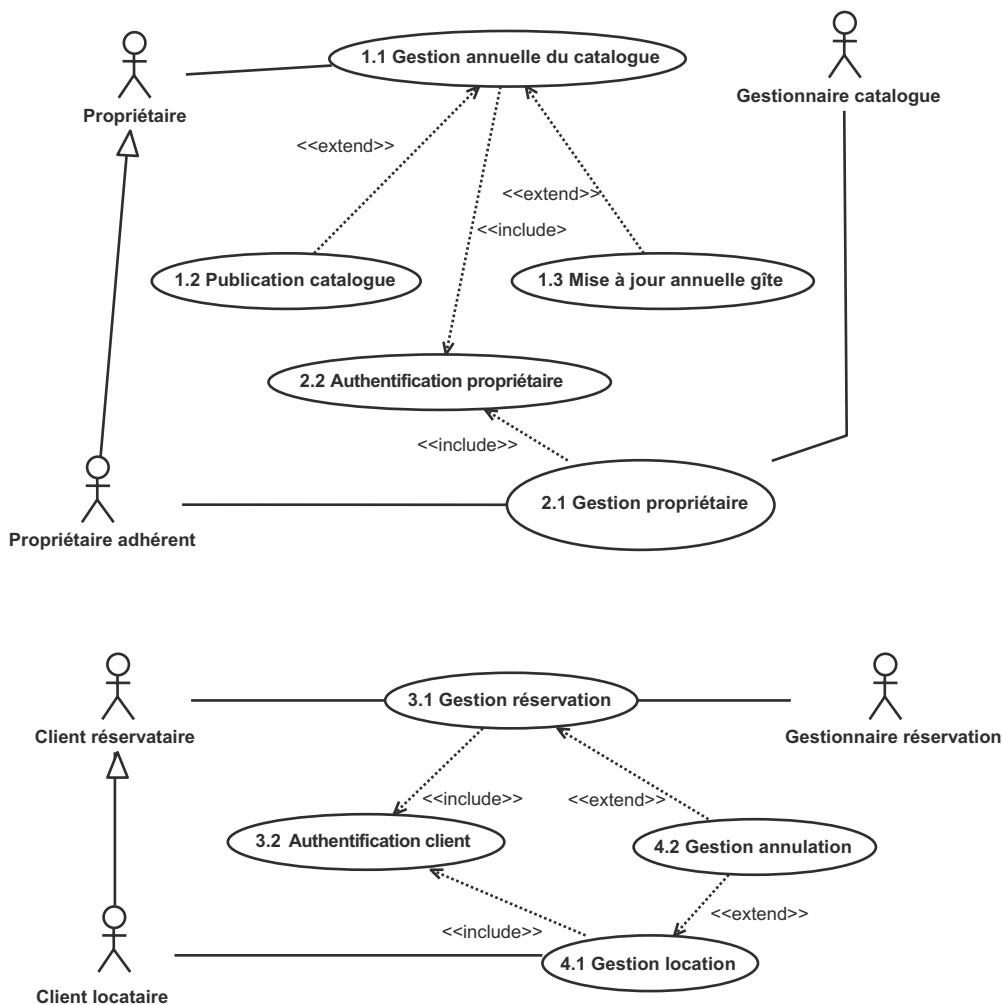 1.1 Gestion annuelle du catalogue
Propriétaire
Gestionnaire catalogue
<<extend>>
<<extend>>
<<include>
1.2 Publication catalogue
1.3 Mise à jour annuelle gîte
2.2 Authentification propriétaire
<<include>>
2.1 Gestion propriétaire
Propriétaire adhérent
3.1 Gestion réservation
Client réservataire
Gestionnaire réservation
<<include>>
<<extend>>
3.2 Authentification client
4.2 Gestion annulation
<<extend>>
<<include>>
4.1 Gestion location
Client locataire